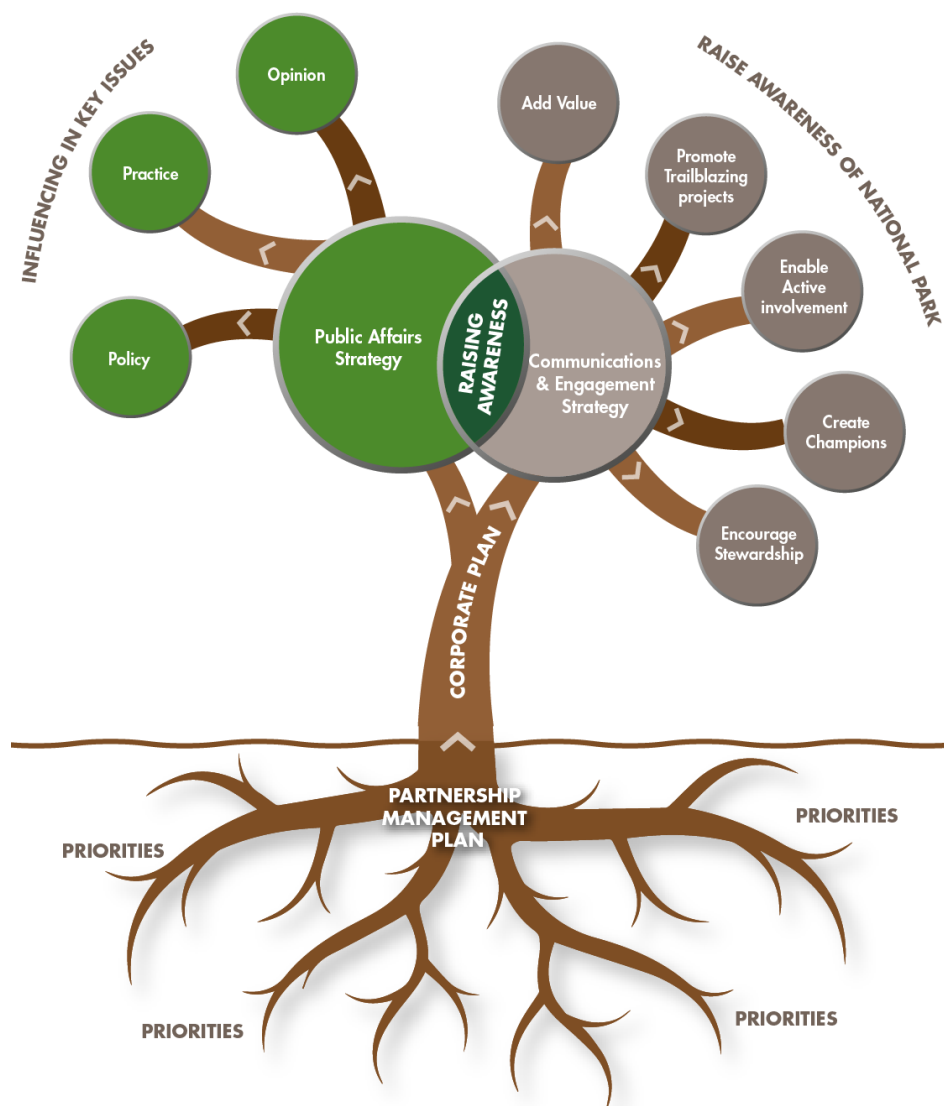 INFLUENCING IN KEY ISSUES
RAISE AWARENESS OF NATIONAL PARK
Opinion
Practice
Policy
Add Value
Promote
Trailblazing
projects
Enable
Active
involvement
Create
Champions
Encourage
Stewardship
Public Affairs
Strategy
RAISING
AWARENESS
Communications
& Engagement
Strategy
CORPORATE PLAN
PARTNERSHIP
MANAGEMENT
PLAN
PRIORITIES
PRIORITIES
PRIORITIES
PRIORITIES